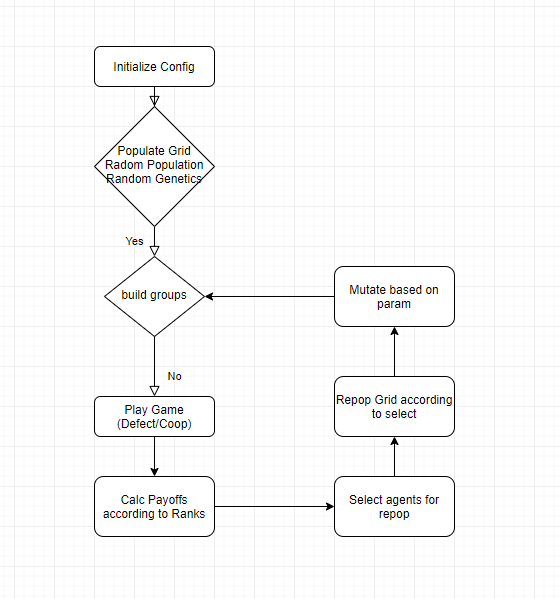 Initialize Config
Populate Grid
Radom Population
Random Genetics
Yes
build groups
No
Play Game
(Defect/Coop)
Calc Payoffs
according to Ranks
Select agents for
repop
Repop Grid according
to select
Mutate based on
param